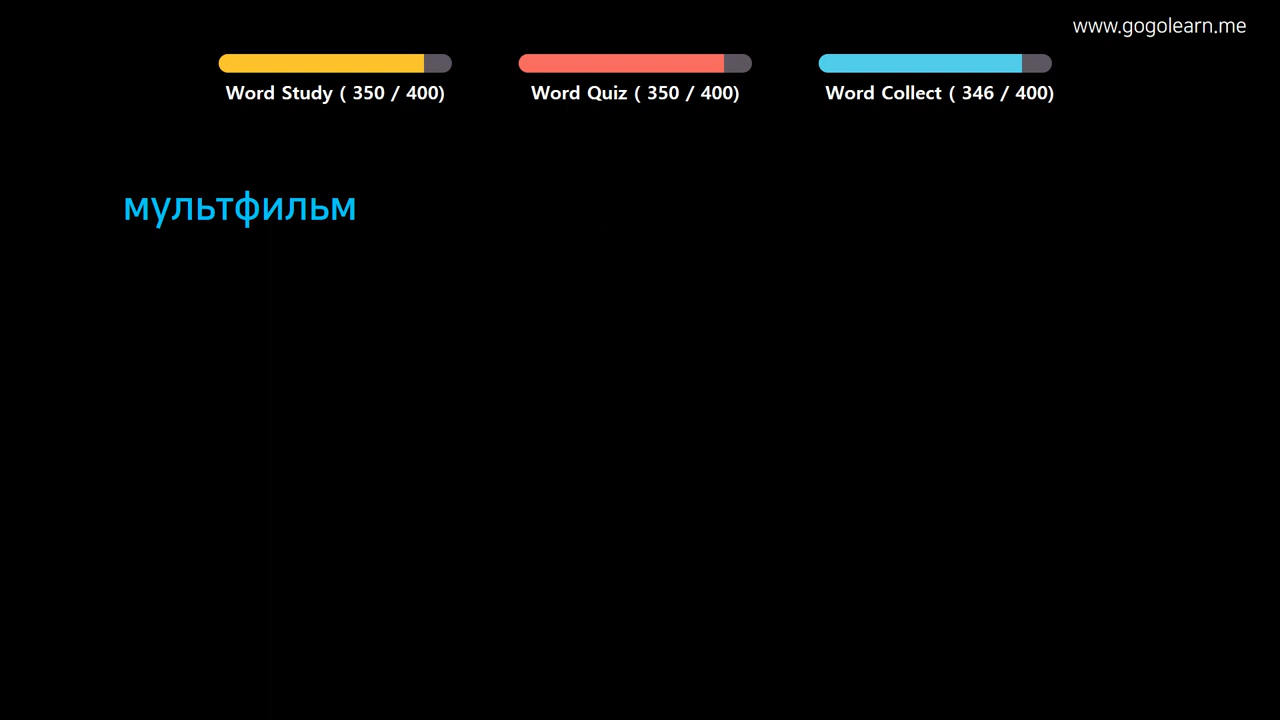 www.gogolearn.me
Word Study ( 350 / 400)
Word Quiz ( 350 / 400)
Word Collect ( 346 / 400)
мультфильм